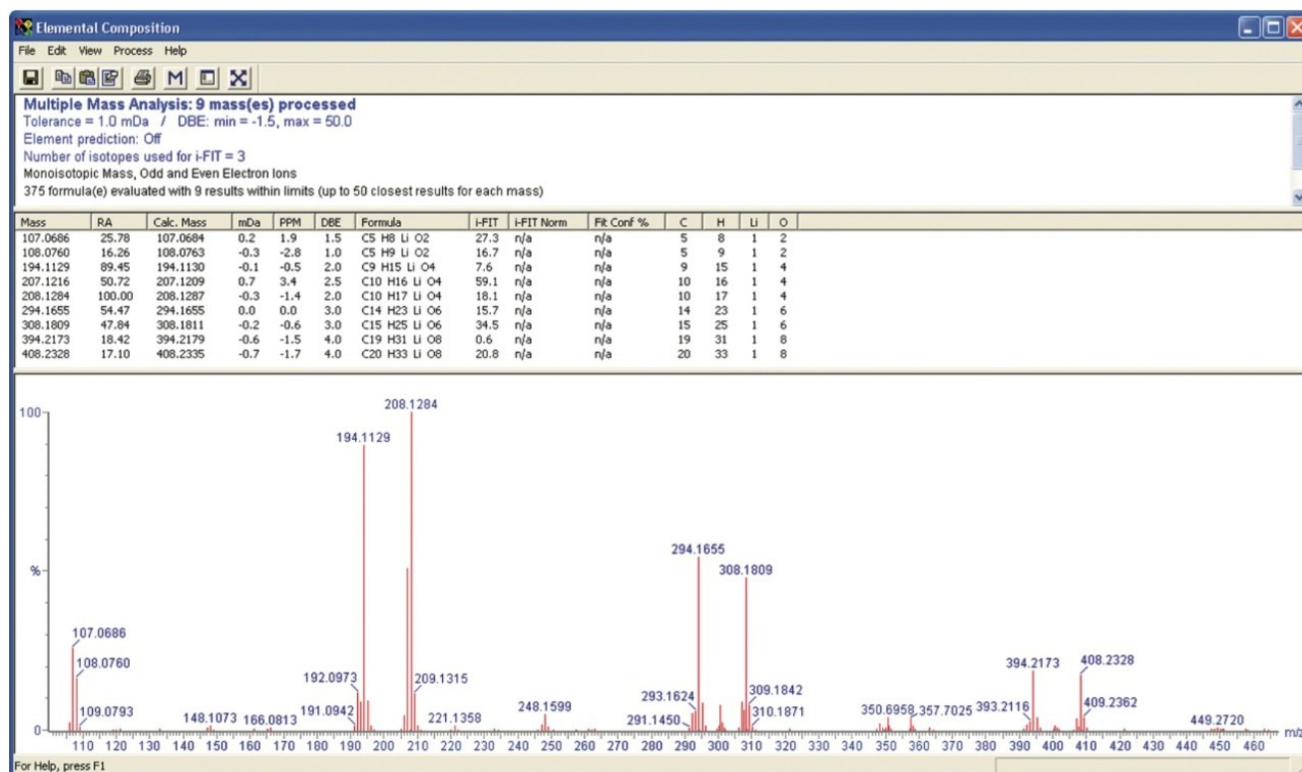 Elemental Composition
File Edit View Process Help
M
Multiple Mass Analysis: 9 mass(es) processed
Tolerance = 1.0 mDa / DBE: min = -1.5, max = 50.0
Element prediction: Off
Number of isotopes used for i-FIT = 3
Monoisotopic Mass, Odd and Even Electron Ions
375 formula(e) evaluated with 9 results within limits (up to 50 closest results for each mass)
Mass RA Calc. Mass mDa PPM DBE Formula i-FIT i-FIT Norm Fit Conf % C H Li O
107.0686 25.78 107.0684 0.2 1.9 1.5 C5 H8 Li O2 27.3 n/a n/a 5 8 1 2
108.0760 16.26 108.0763 -0.3 -2.8 1.0 C5 H9 Li O2 16.7 n/a n/a 5 9 1 2
194.1129 89.45 194.1130 -0.1 -0.5 2.0 C9 H15 Li O4 7.6 n/a n/a 9 15 1 4
207.1216 50.72 207.1209 0.7 3.4 2.5 C10 H16 Li O4 59.1 n/a n/a 10 16 1 4
208.1284 100.00 208.1287 -0.3 -1.4 2.0 C10 H17 Li O4 18.1 n/a n/a 10 17 1 4
294.1655 54.47 294.1655 0.0 0.0 3.0 C14 H23 Li O6 15.7 n/a n/a 14 23 1 6
308.1809 47.84 308.1811 -0.2 -0.6 3.0 C15 H25 Li O6 34.5 n/a n/a 15 25 1 6
394.2173 18.42 394.2179 -0.6 -1.5 4.0 C19 H31 Li O8 0.6 n/a n/a 19 31 1 8
408.2328 17.10 408.2335 -0.7 -1.7 4.0 C20 H33 Li O8 20.8 n/a n/a 20 33 1 8
208.1284
100
194.1129
294.1655
%
308.1809
107.0686
108.0760
394.2173
408.2328
192.0973
209.1315
293.1624
309.1842
109.0793
148.1073
166.0813
191.0942
221.1358
248.1599
291.1450
310.1871
350.6958
357.7025
393.2116
409.2362
449.2720
0
m/z
110 120 130 140 150 160 170 180 190 200 210 220 230 240 250 260 270 280 290 300 310 320 330 340 350 360 370 380 390 400 410 420 430 440 450 460
For Help, press F1